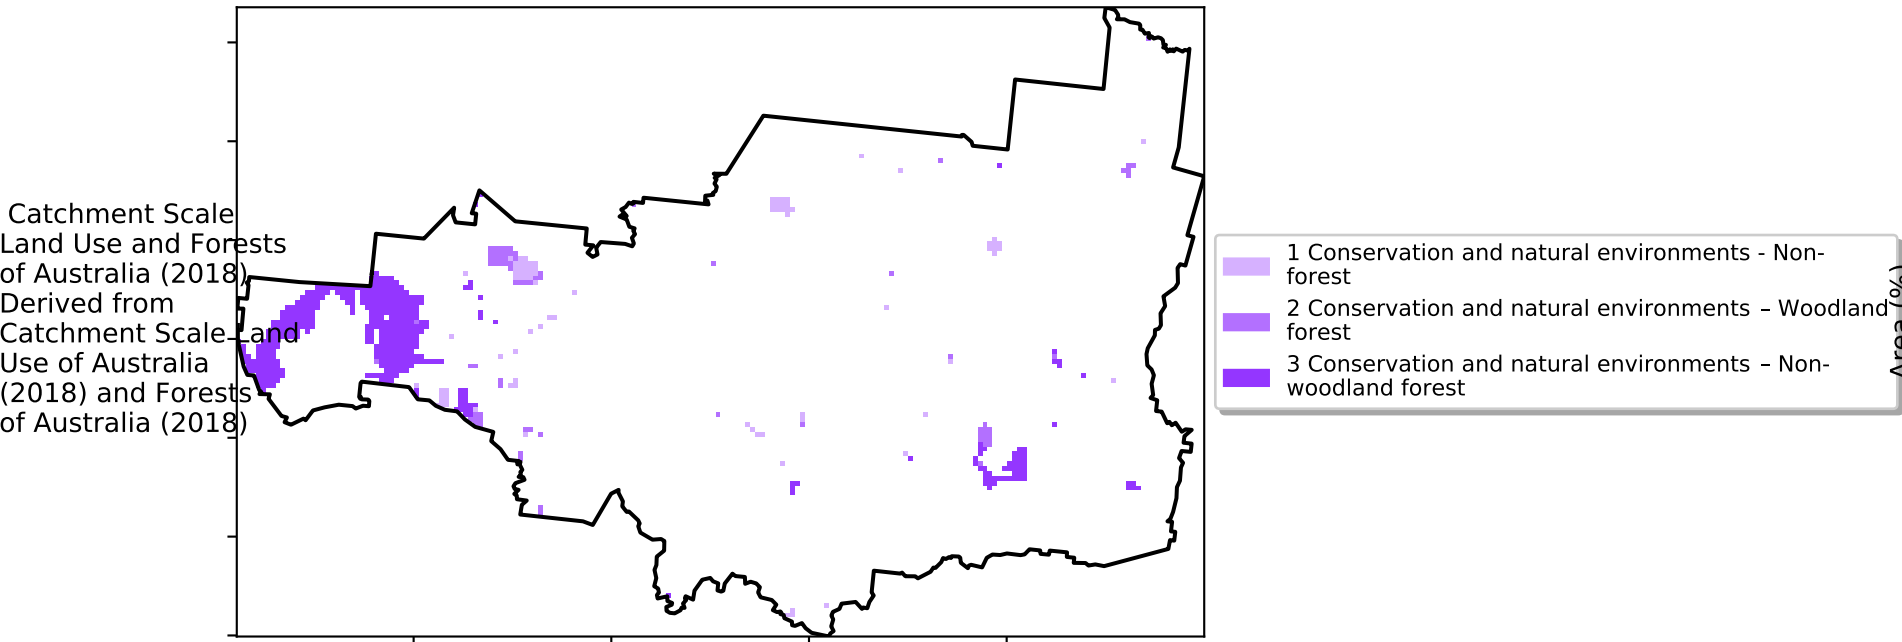 Catchment Scale
Land Use and Forests
of Australia (2018)
Derived from
Catchment Scale Land
Use of Australia
(2018) and Forests
of Australia (2018)
1 Conservation and natural environments - Non-
forest
2 Conservation and natural environments – Woodland
forest
3 Conservation and natural environments – Non-
woodland forest